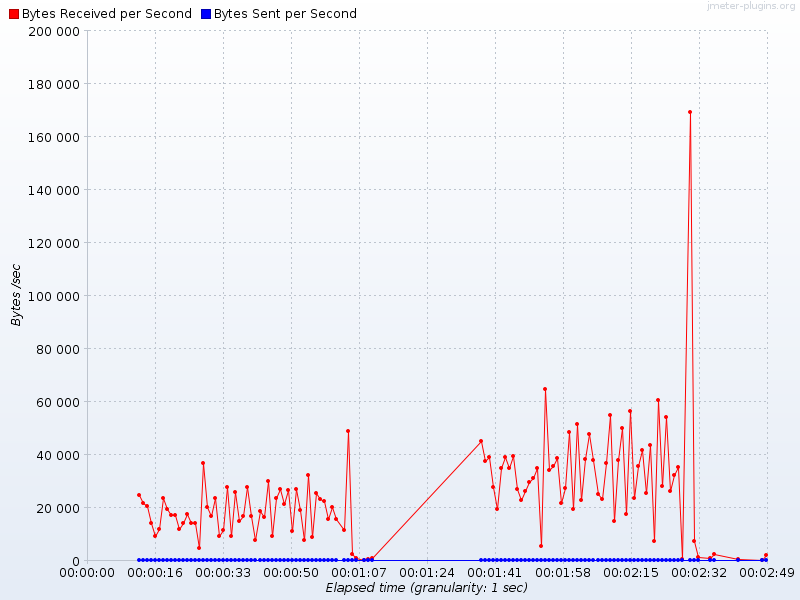 jmeter-plugins.org
Bytes Received per Second Bytes Sent per Second
200 000
180 000
160 000
140 000
120 000
100 000
80 000
60 000
40 000
20 000
0
Bytes /sec
00:00:00 00:00:16 00:00:33 00:00:50 00:01:07 00:01:24 00:01:41 00:01:58 00:02:15 00:02:32 00:02:49
Elapsed time (granularity: 1 sec)